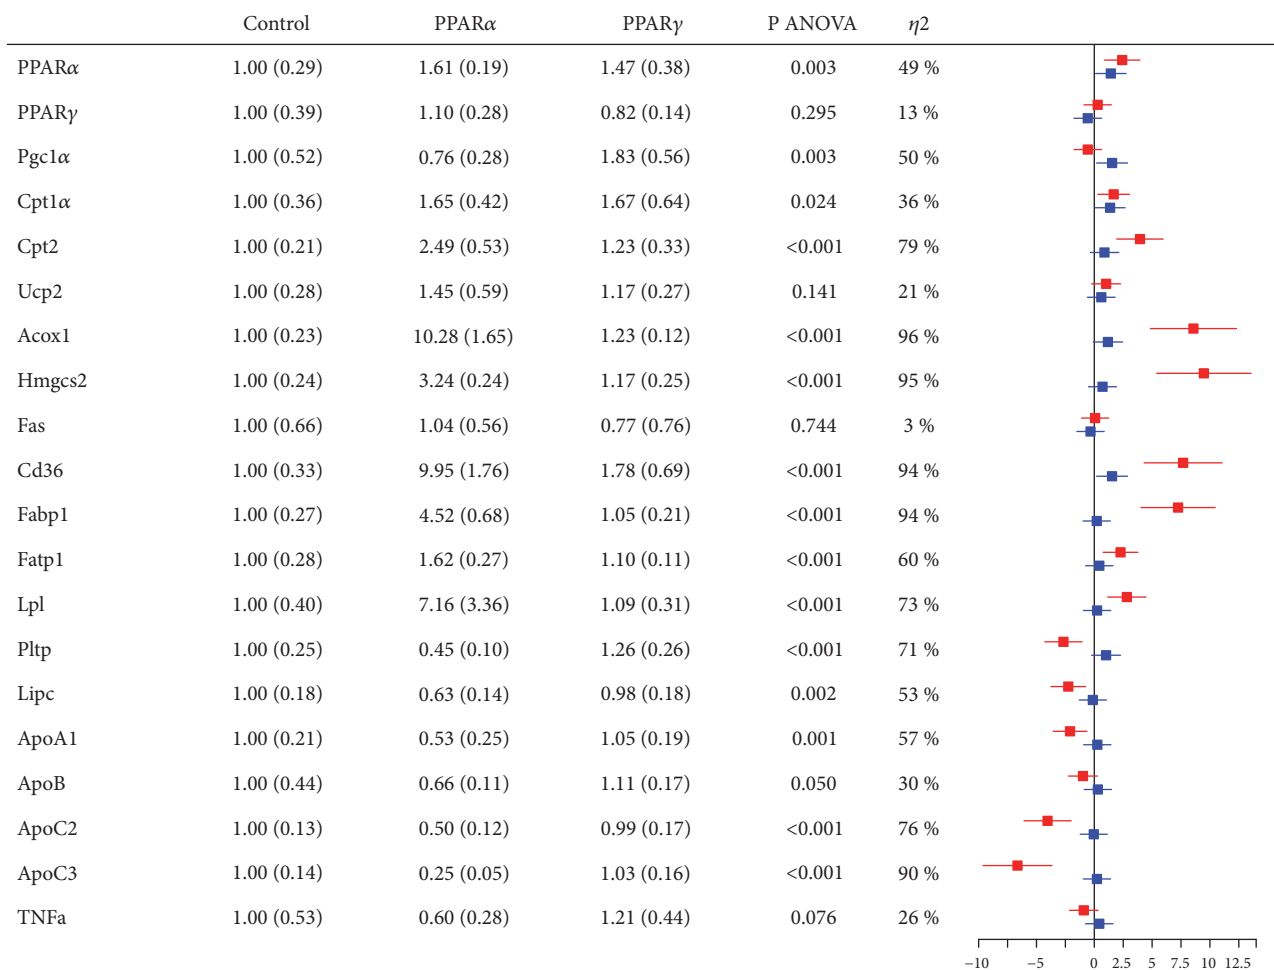 Control PPARα PPARγ P ANOVA η2
PPARα 1.00 (0.29) 1.61 (0.19) 1.47 (0.38) 0.003 49 %
PPARγ 1.00 (0.39) 1.10 (0.28) 0.82 (0.14) 0.295 13 %
Pgc1α 1.00 (0.52) 0.76 (0.28) 1.83 (0.56) 0.003 50 %
Cpt1α 1.00 (0.36) 1.65 (0.42) 1.67 (0.64) 0.024 36 %
Cpt2 1.00 (0.21) 2.49 (0.53) 1.23 (0.33) <0.001 79 %
Ucp2 1.00 (0.28) 1.45 (0.59) 1.17 (0.27) 0.141 21 %
Acox1 1.00 (0.23) 10.28 (1.65) 1.23 (0.12) <0.001 96 %
Hmgcs2 1.00 (0.24) 3.24 (0.24) 1.17 (0.25) <0.001 95 %
Fas 1.00 (0.66) 1.04 (0.56) 0.77 (0.76) 0.744 3 %
Cd36 1.00 (0.33) 9.95 (1.76) 1.78 (0.69) <0.001 94 %
Fabp1 1.00 (0.27) 4.52 (0.68) 1.05 (0.21) <0.001 94 %
Fatp1 1.00 (0.28) 1.62 (0.27) 1.10 (0.11) <0.001 60 %
Lpl 1.00 (0.40) 7.16 (3.36) 1.09 (0.31) <0.001 73 %
Pltp 1.00 (0.25) 0.45 (0.10) 1.26 (0.26) <0.001 71 %
Lipc 1.00 (0.18) 0.63 (0.14) 0.98 (0.18) 0.002 53 %
ApoA1 1.00 (0.21) 0.53 (0.25) 1.05 (0.19) 0.001 57 %
ApoB 1.00 (0.44) 0.66 (0.11) 1.11 (0.17) 0.050 30 %
ApoC2 1.00 (0.13) 0.50 (0.12) 0.99 (0.17) <0.001 76 %
ApoC3 1.00 (0.14) 0.25 (0.05) 1.03 (0.16) <0.001 90 %
TNFa 1.00 (0.53) 0.60 (0.28) 1.21 (0.44) 0.076 26 %
−10 −5 0 2.5 5 7.5 10 12.5